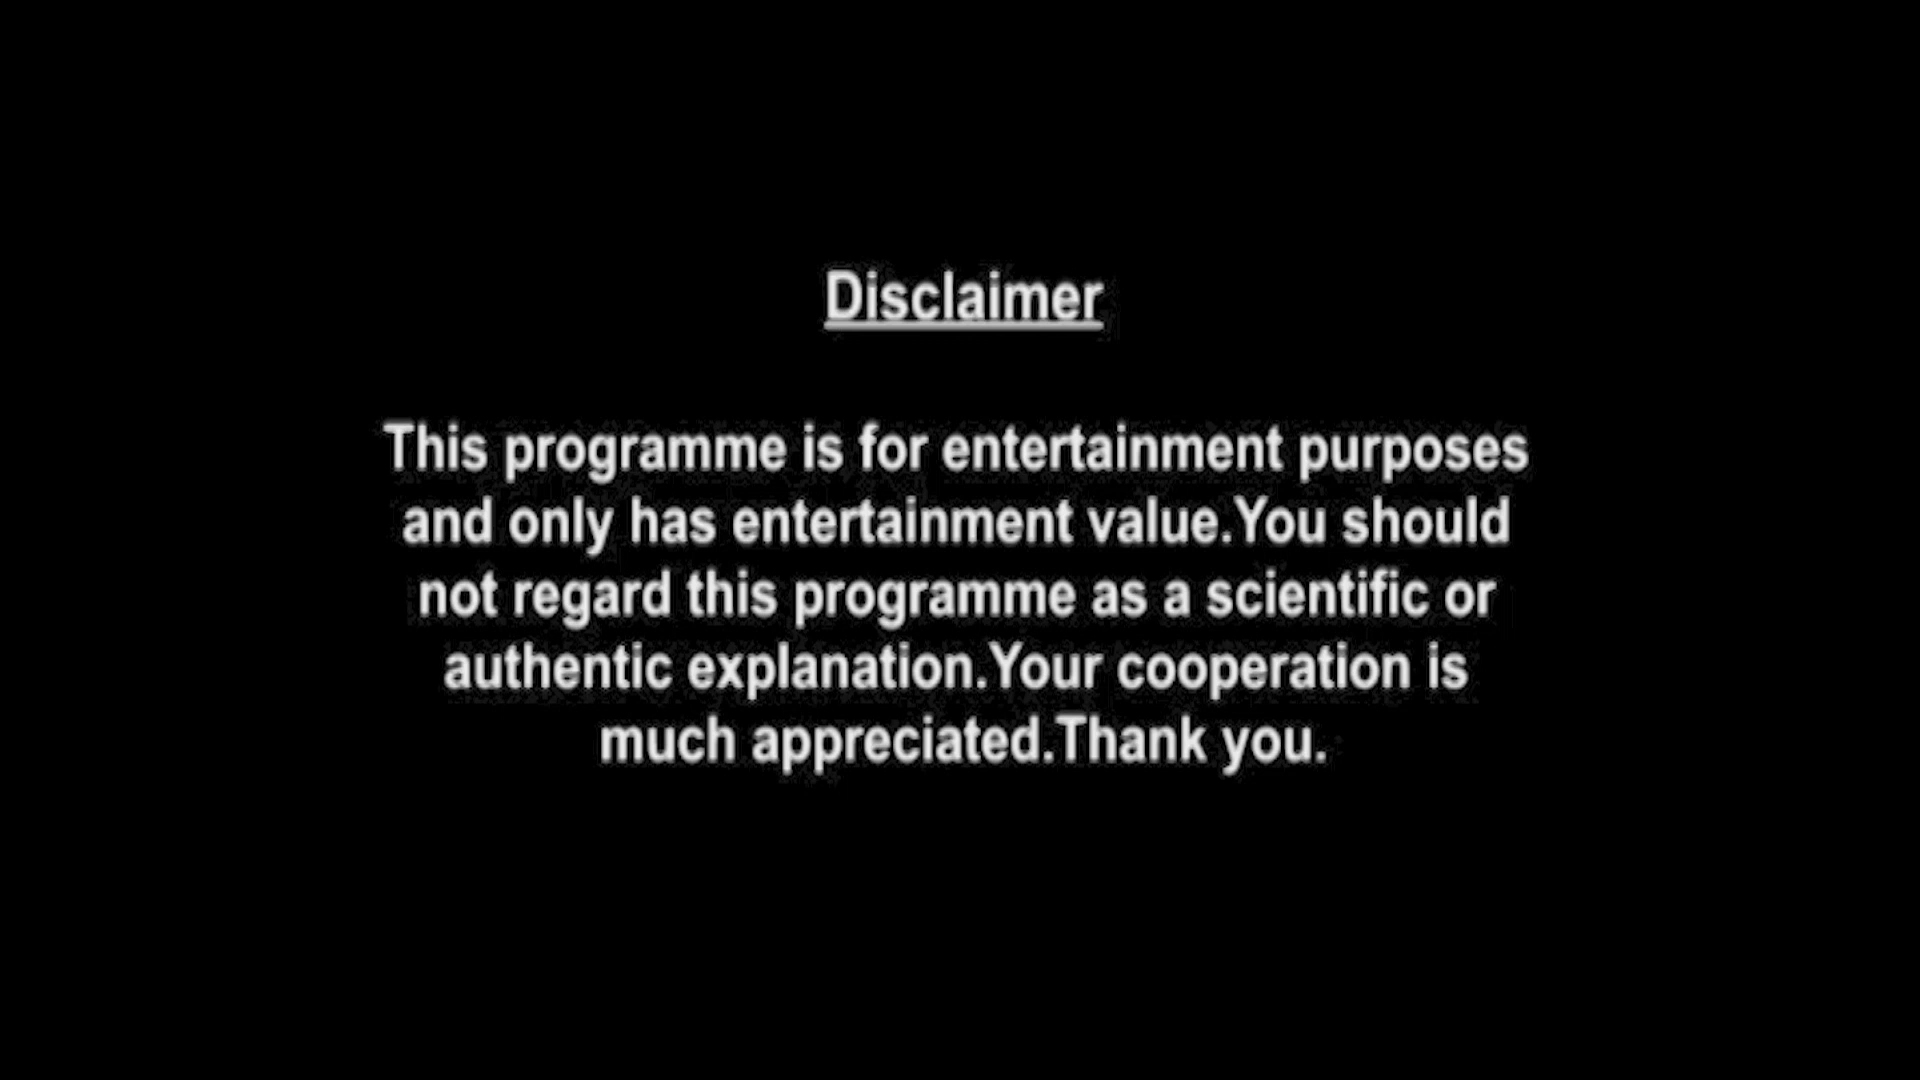 Disclaimer
This programme is for entertainment purposes
and only has entertainment value.You should
not regard this programme as a scientific or
authentic explanation.Your cooperation is
much appreciated.Thank you.